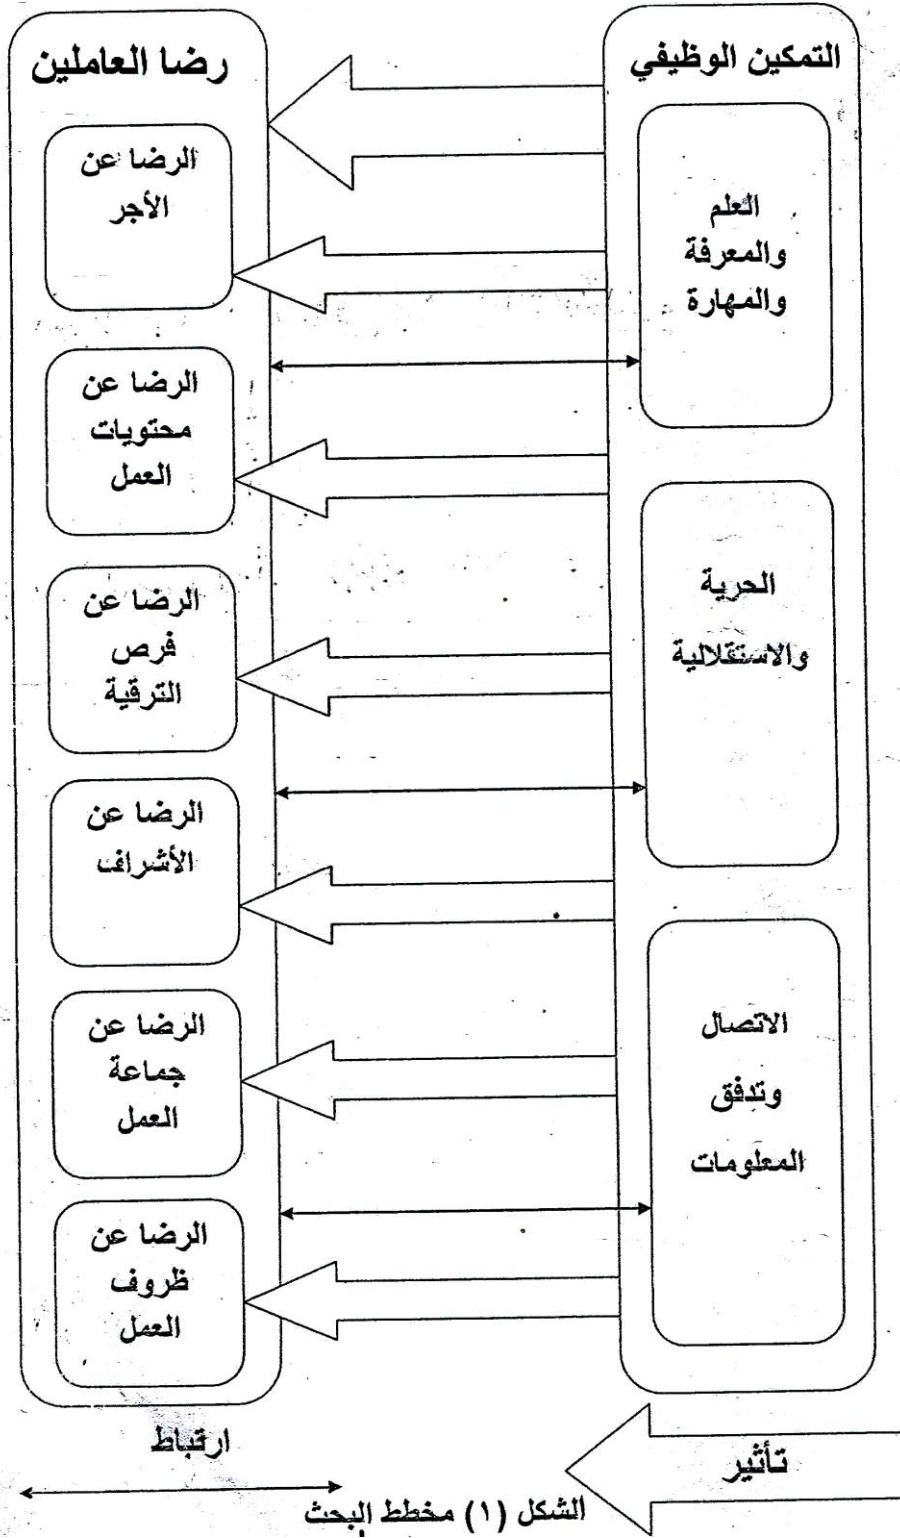 التمكين الوظيفي
العلم
والمعرفة
والمهارة
الحرية
والاستقلالية
الاتصال
وتدفق
المعلومات
رضا العاملين
الرضا عن
الأجر
الرضا عن
محتويات
العمل
الرضا عن
فرص
الترقية
الرضا عن
الأشراف
الرضا عن
جماعة
العمل
الرضا عن
ظروف
العمل
تأثير
ارتباط
الشكل (١) مخطط البحث